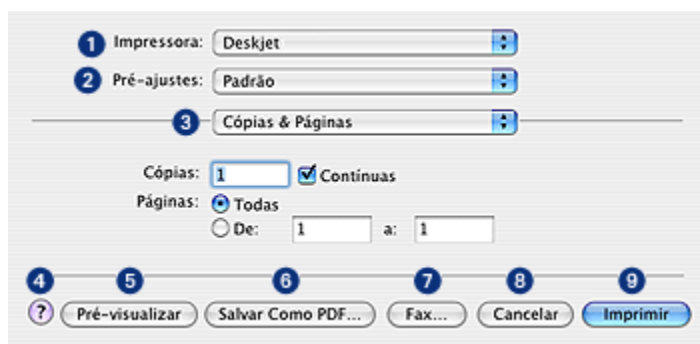 1 Impressora: Deskjet
2 Pré-ajustes: Padrão
3 Cópias & Páginas
Cópias: 1 Contínuas
Páginas: Todas
De: 1 a: 1
4 5 6 7 8 9
? Pré-visualizar Salvar Como PDF... Fax... Cancelar Imprimir